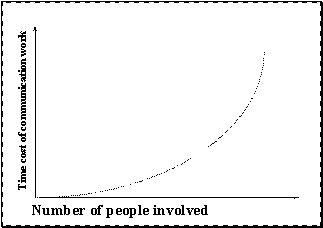 Time cost of communication work
Number of people involved